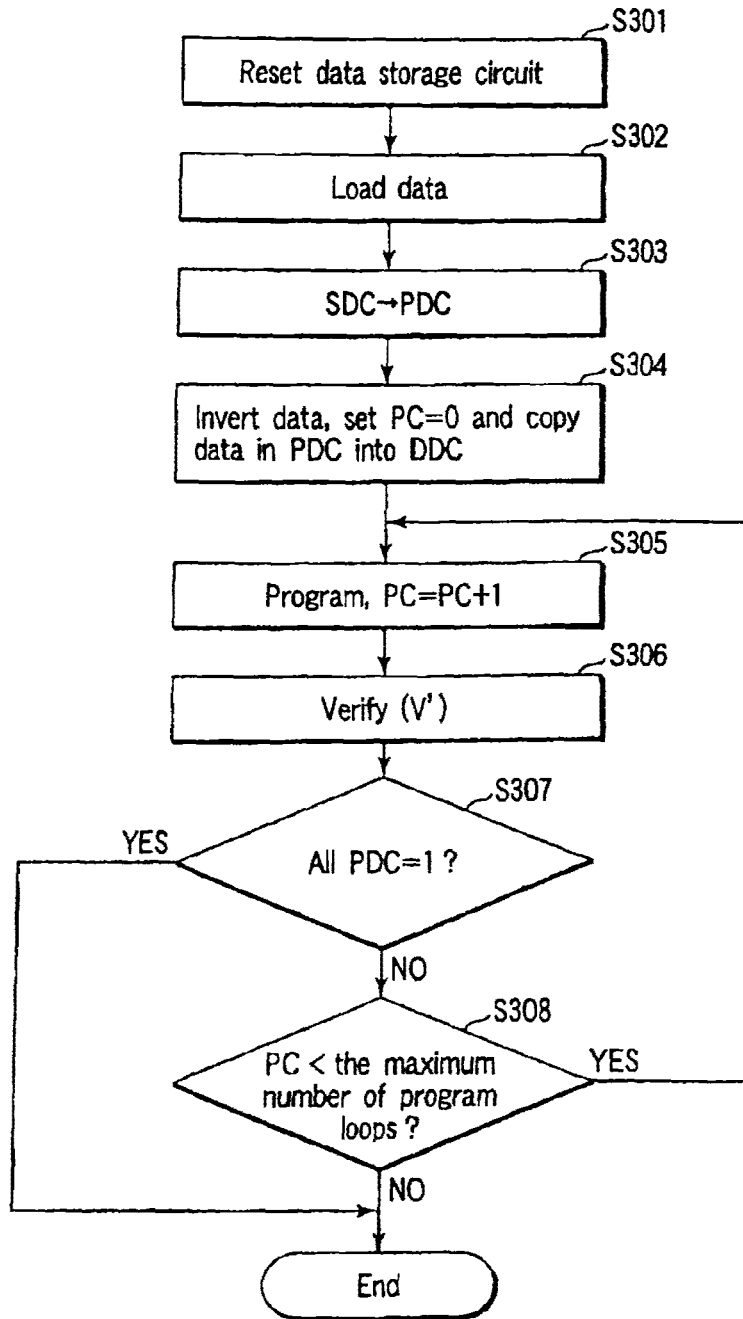 S301
Reset data storage circuit
S302
Load data
S303
SDC→PDC
S304
Invert data, set PC=0 and copy
data in PDC into DDC
S305
Program, PC=PC+1
S306
Verify (V')
S307
YES
All PDC=1?
NO
S308
PC < the maximum
number of program
loops?
YES
NO
End